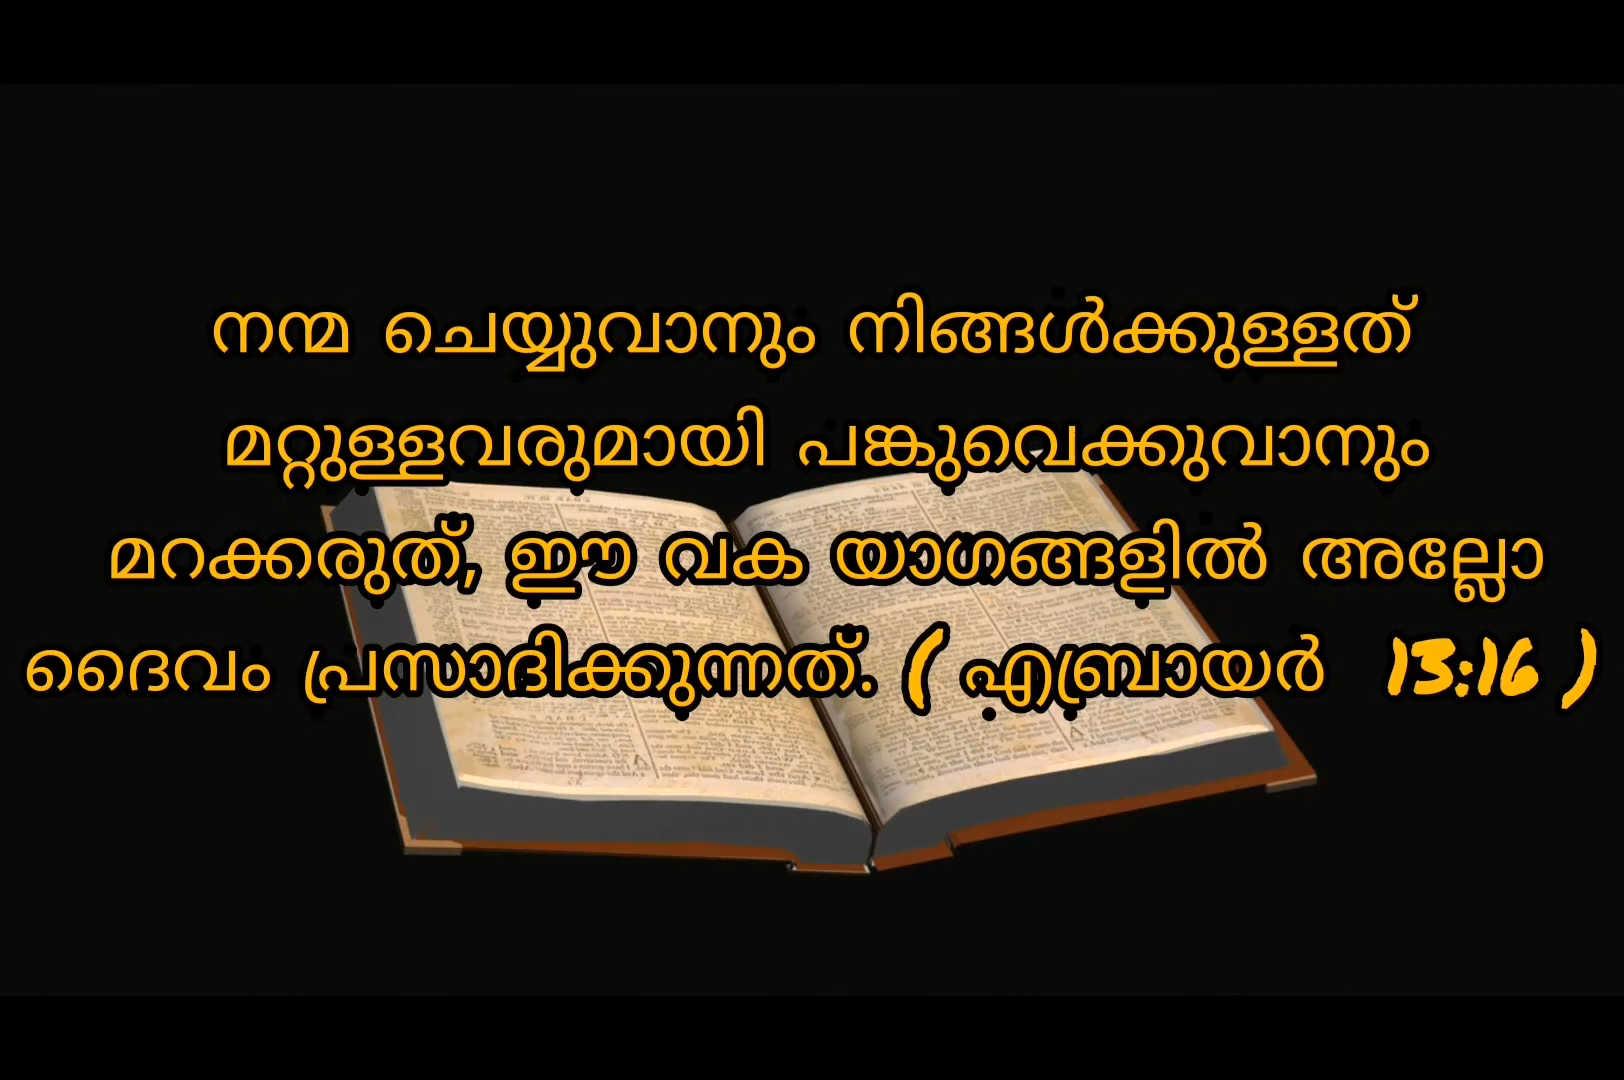 നന്മ ചെയ്യുവാനും നിങ്ങൾക്കുള്ളത്
മറ്റുള്ളവരുമായി പങ്കുവെക്കുവാനും
മറക്കരുത്, ഈ വക യാഗങ്ങളിൽ അല്ലോ
ദൈവം പ്രസാദിക്കുന്നത്. ( എബ്രായർ 13:16 )